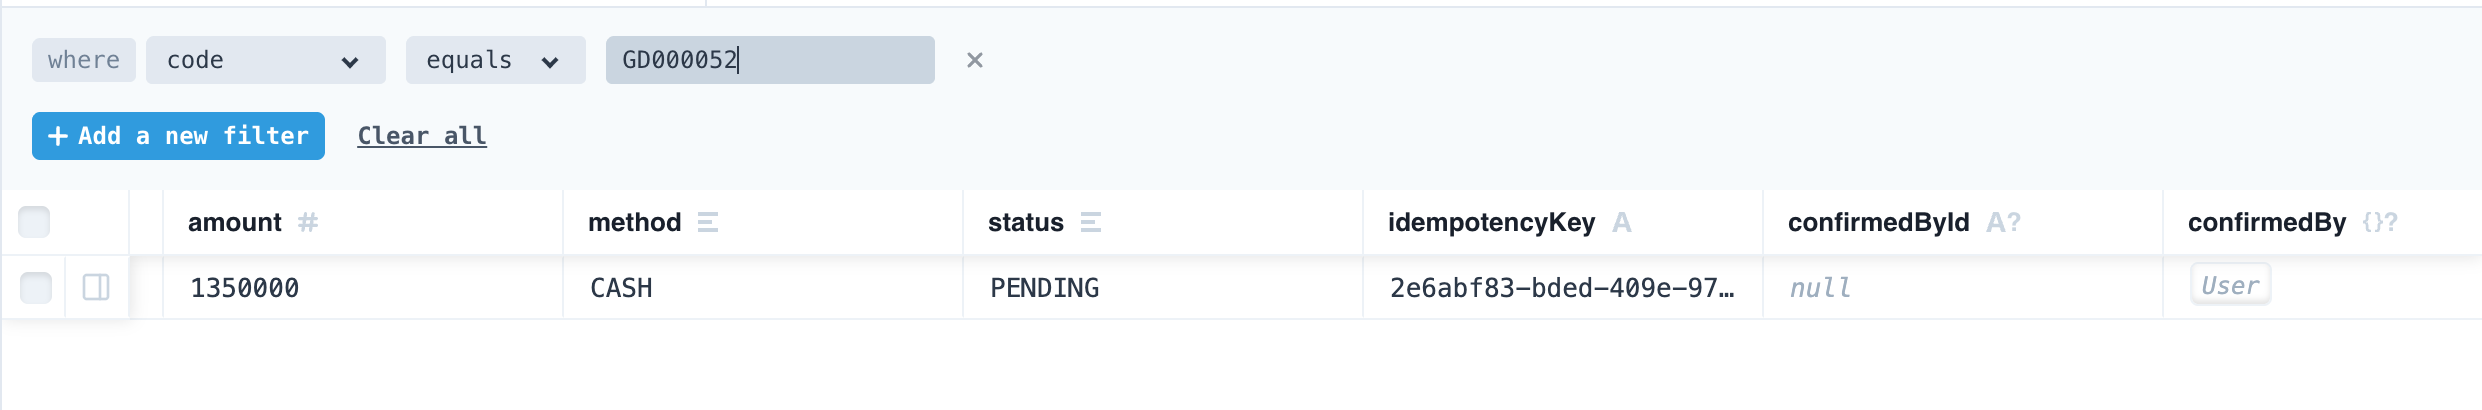 where code equals GD000052 ×
+ Add a new filter Clear all
amount # method status idempotencyKey A confirmedById A? confirmedBy {}?
1350000 CASH PENDING 2e6abf83-bded-409e-97… null User